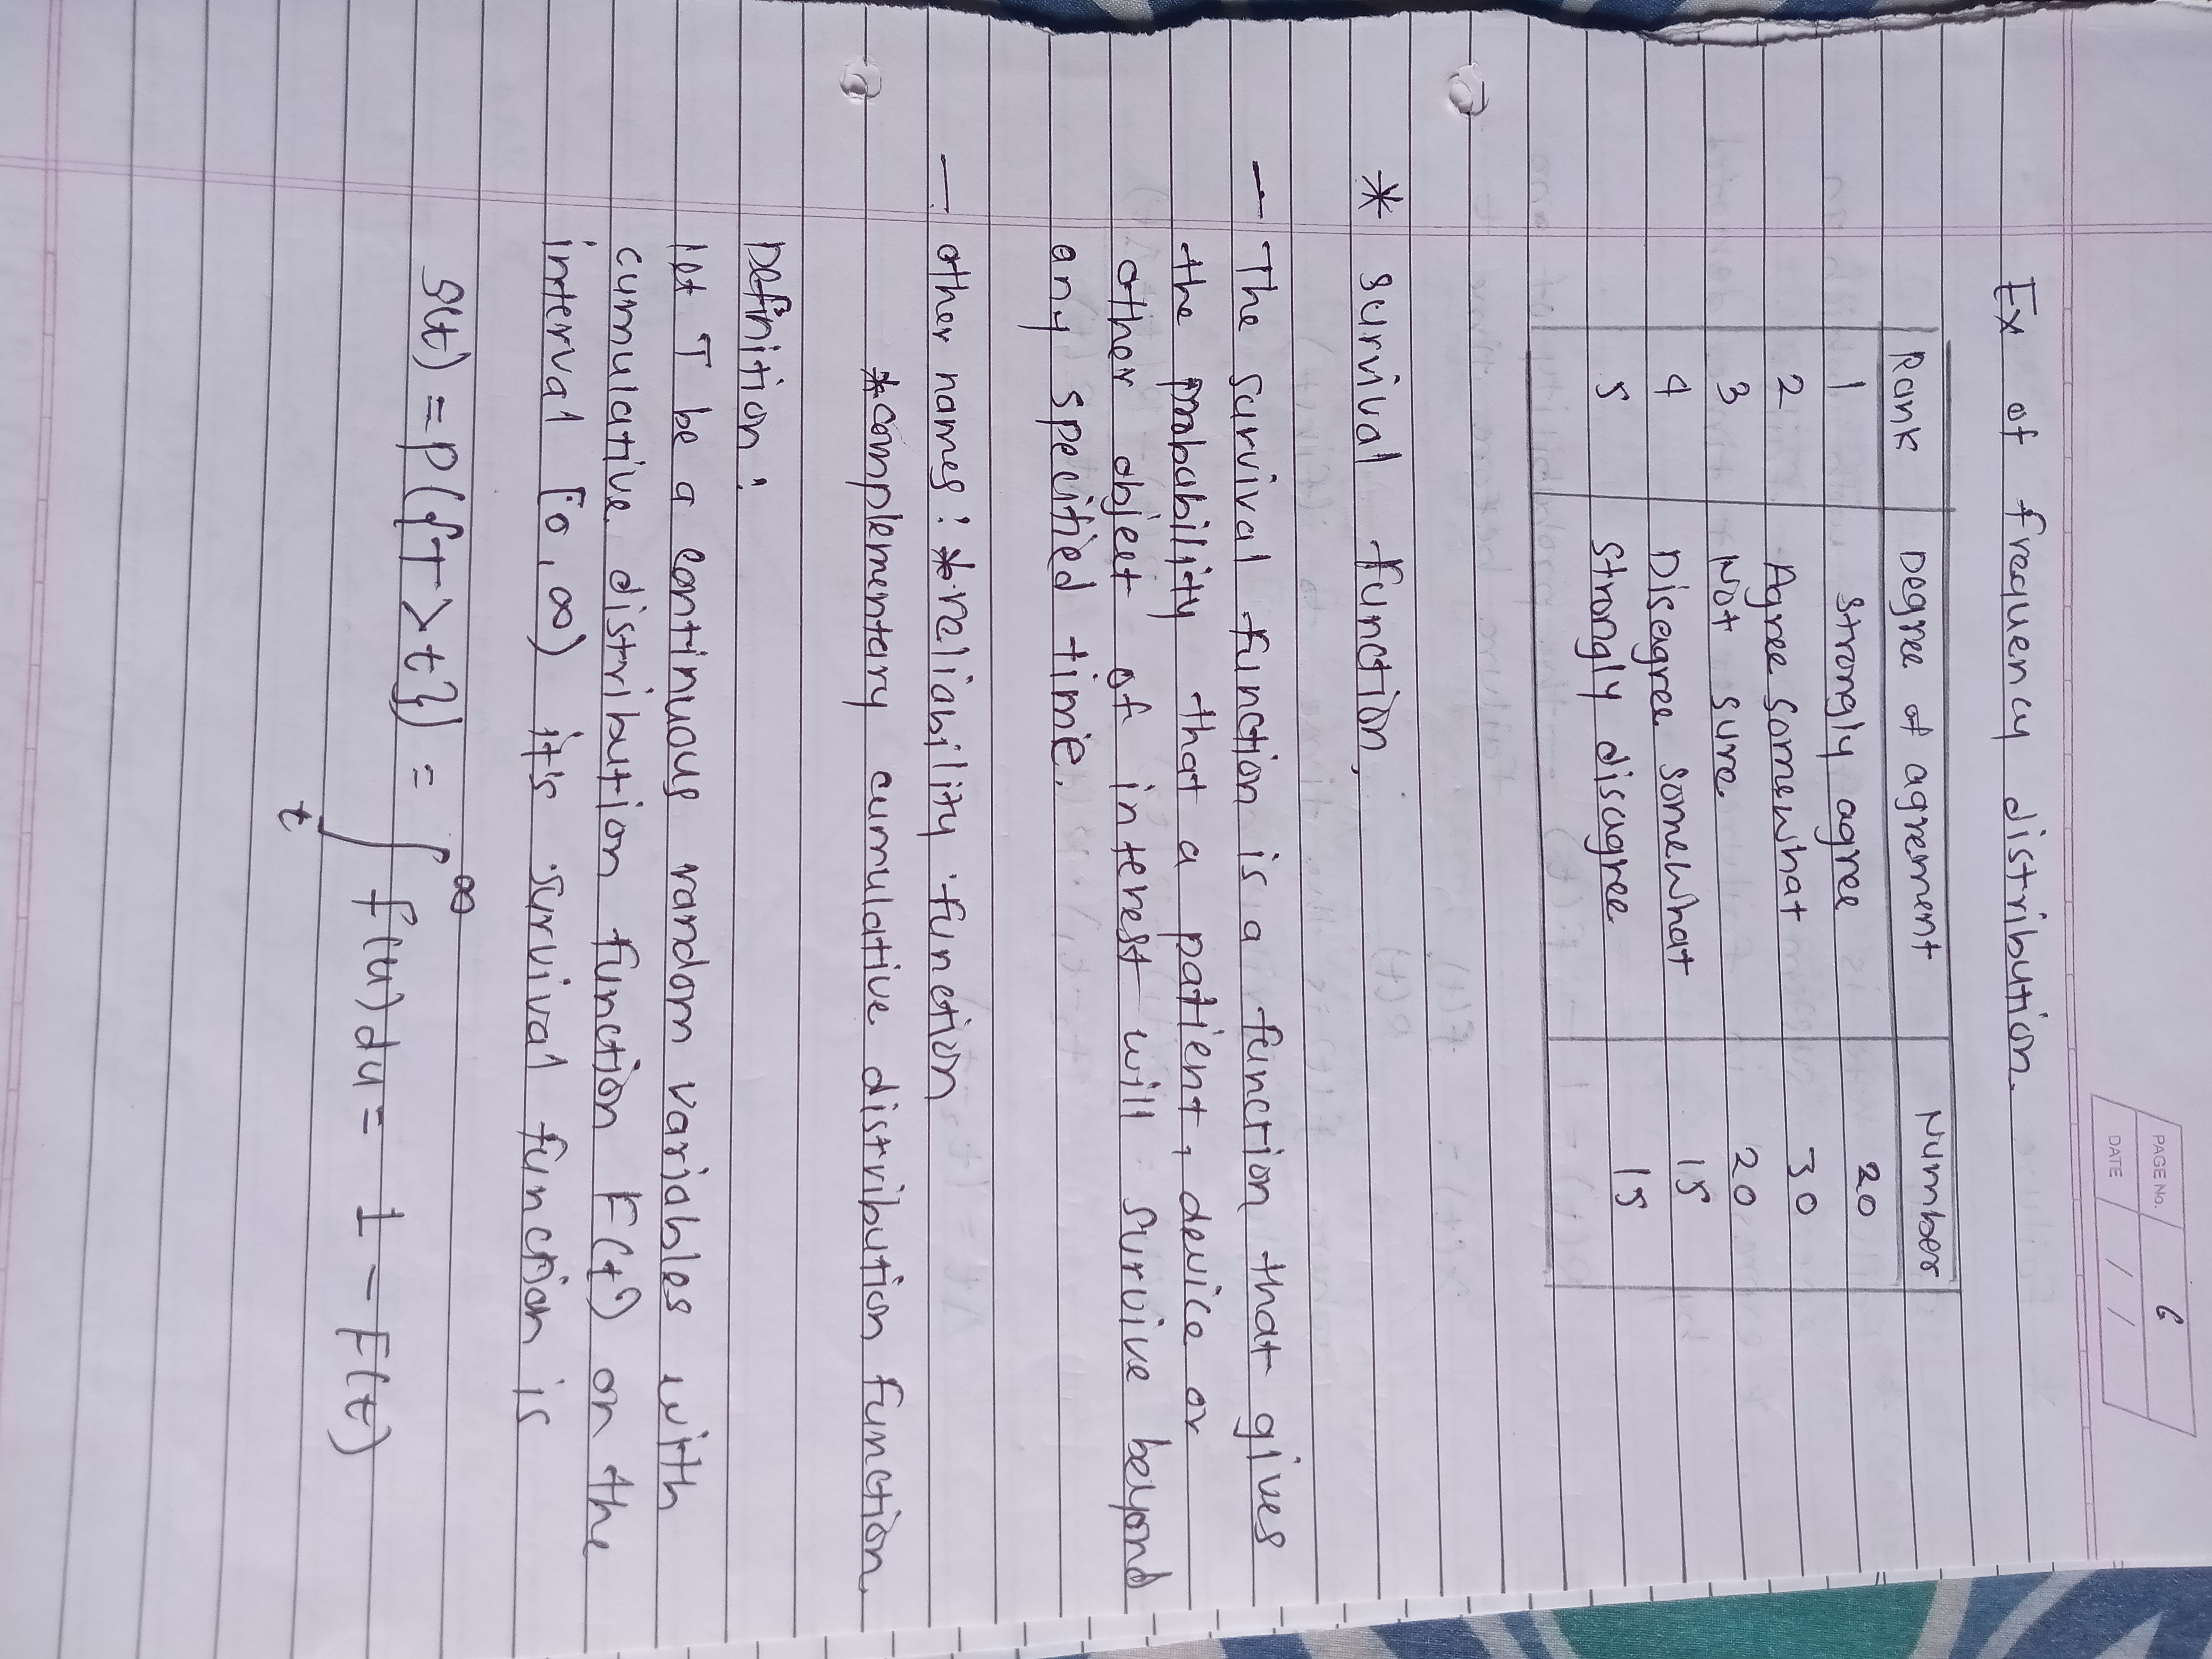 PAGE No. 6
DATE / /
Ex of frequency distribution.
Rank Degree of agrement Number
1 Strongly agree 20
2 Agree somewhat 30
3 Not sure 20
4 Disagree somewhat 15
5 Strongly disagree 15
* survival function,
— The survival function is a function that gives
the probability that a patient, device or
other object of interest will survive beyond
any specified time.
— other names : * reliability function
* complementary cumulative distribution function.
Definition :
let T be a continuous random variables with
cumulative distribution function F(t) on the
interval [0, ∞) it's survival function is
S(t) = P({T > t}) = ∫_t^∞ f(u) du = 1 - F(t)